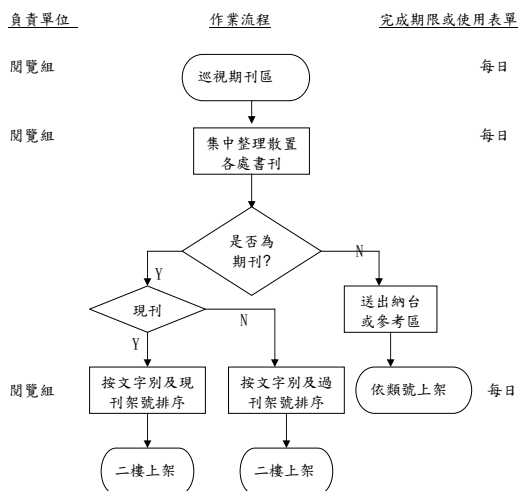 負責單位 作業流程 完成期限或使用表單
閱覽組 巡視期刊區 每日
閱覽組 集中整理散置 每日
各處書刊
是否為
期刊?
Y N
現刊 送出納台
或參考區
Y N
閱覽組 按文字別及現 按文字別及過 依類號上架 每日
刊架號排序 刊架號排序
二樓上架 二樓上架